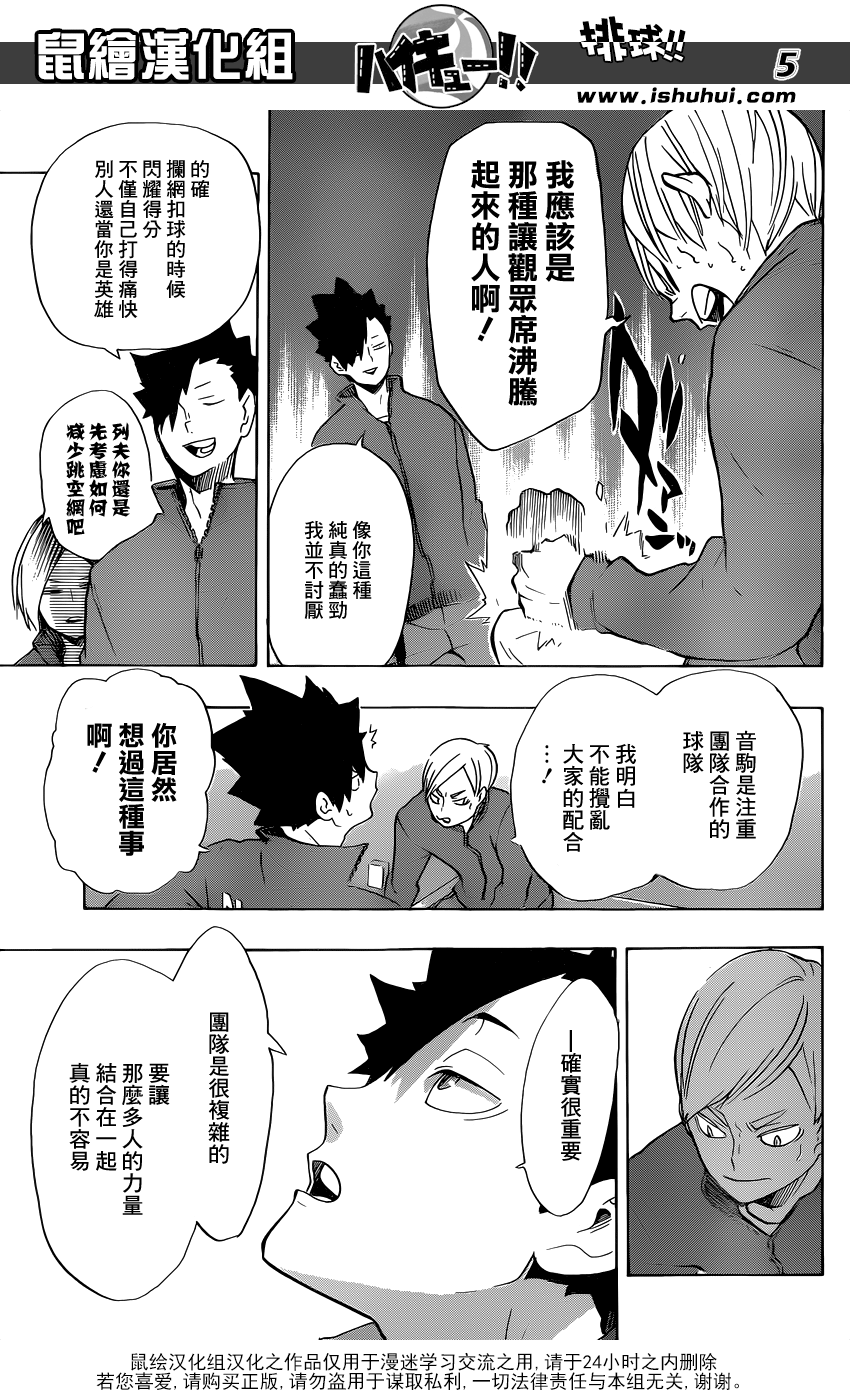 鼠繪漢化組
ハイキュー!!
排球!!
5
www.ishuhui.com
我應該是
那種讓觀眾席沸騰
起來的人啊！
像你這種
純真的蠢勁
我並不討厭
的確
攔網扣球的時候
閃耀得分
不僅自己打得痛快
別人還當你是英雄
列夫你還是
先考慮如何
减少跳空網吧
音駒是注重
團隊合作的
球隊
我明白
不能攪亂
大家的配合
…！
你居然
想過這種事
啊！
—確實很重要
團隊是很複雜的
要讓
那麼多人的力量
結合在一起
真的不容易
鼠绘汉化组汉化之作品仅用于漫迷学习交流之用, 请于24小时之内删除
若您喜爱, 请购买正版, 请勿盗用于谋取私利, 一切法律责任与本组无关, 谢谢。